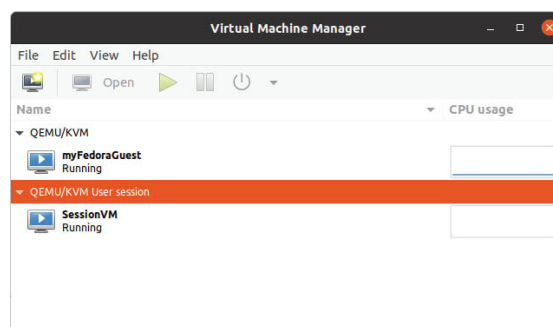 Virtual Machine Manager
File Edit View Help
Open
Name CPU usage
QEMU/KVM
myFedoraGuest
Running
QEMU/KVM User session
SessionVM
Running